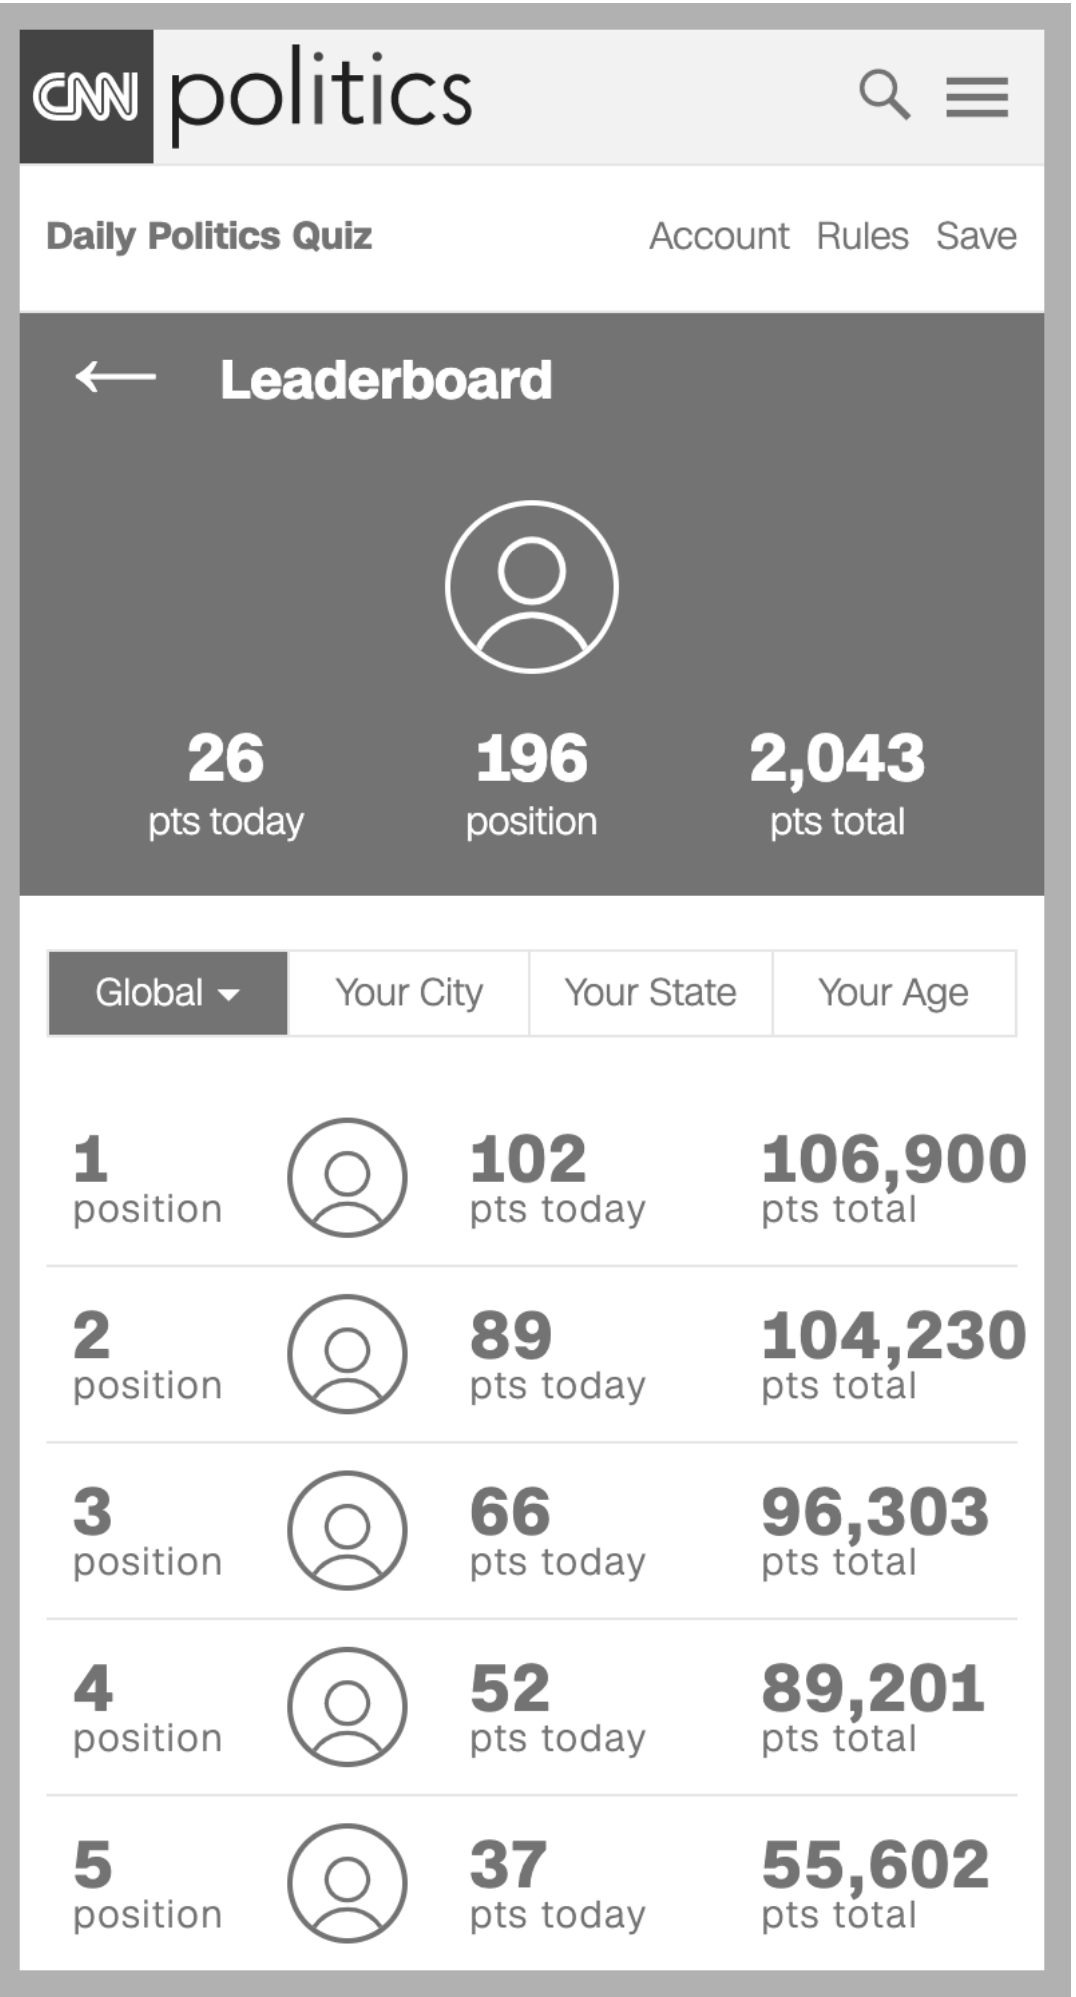 CNN politics
Daily Politics Quiz Account Rules Save
Leaderboard
26 196 2,043
pts today position pts total
Global Your City Your State Your Age
1 102 106,900
position pts today pts total
2 89 104,230
position pts today pts total
3 66 96,303
position pts today pts total
4 52 89,201
position pts today pts total
5 37 55,602
position pts today pts total